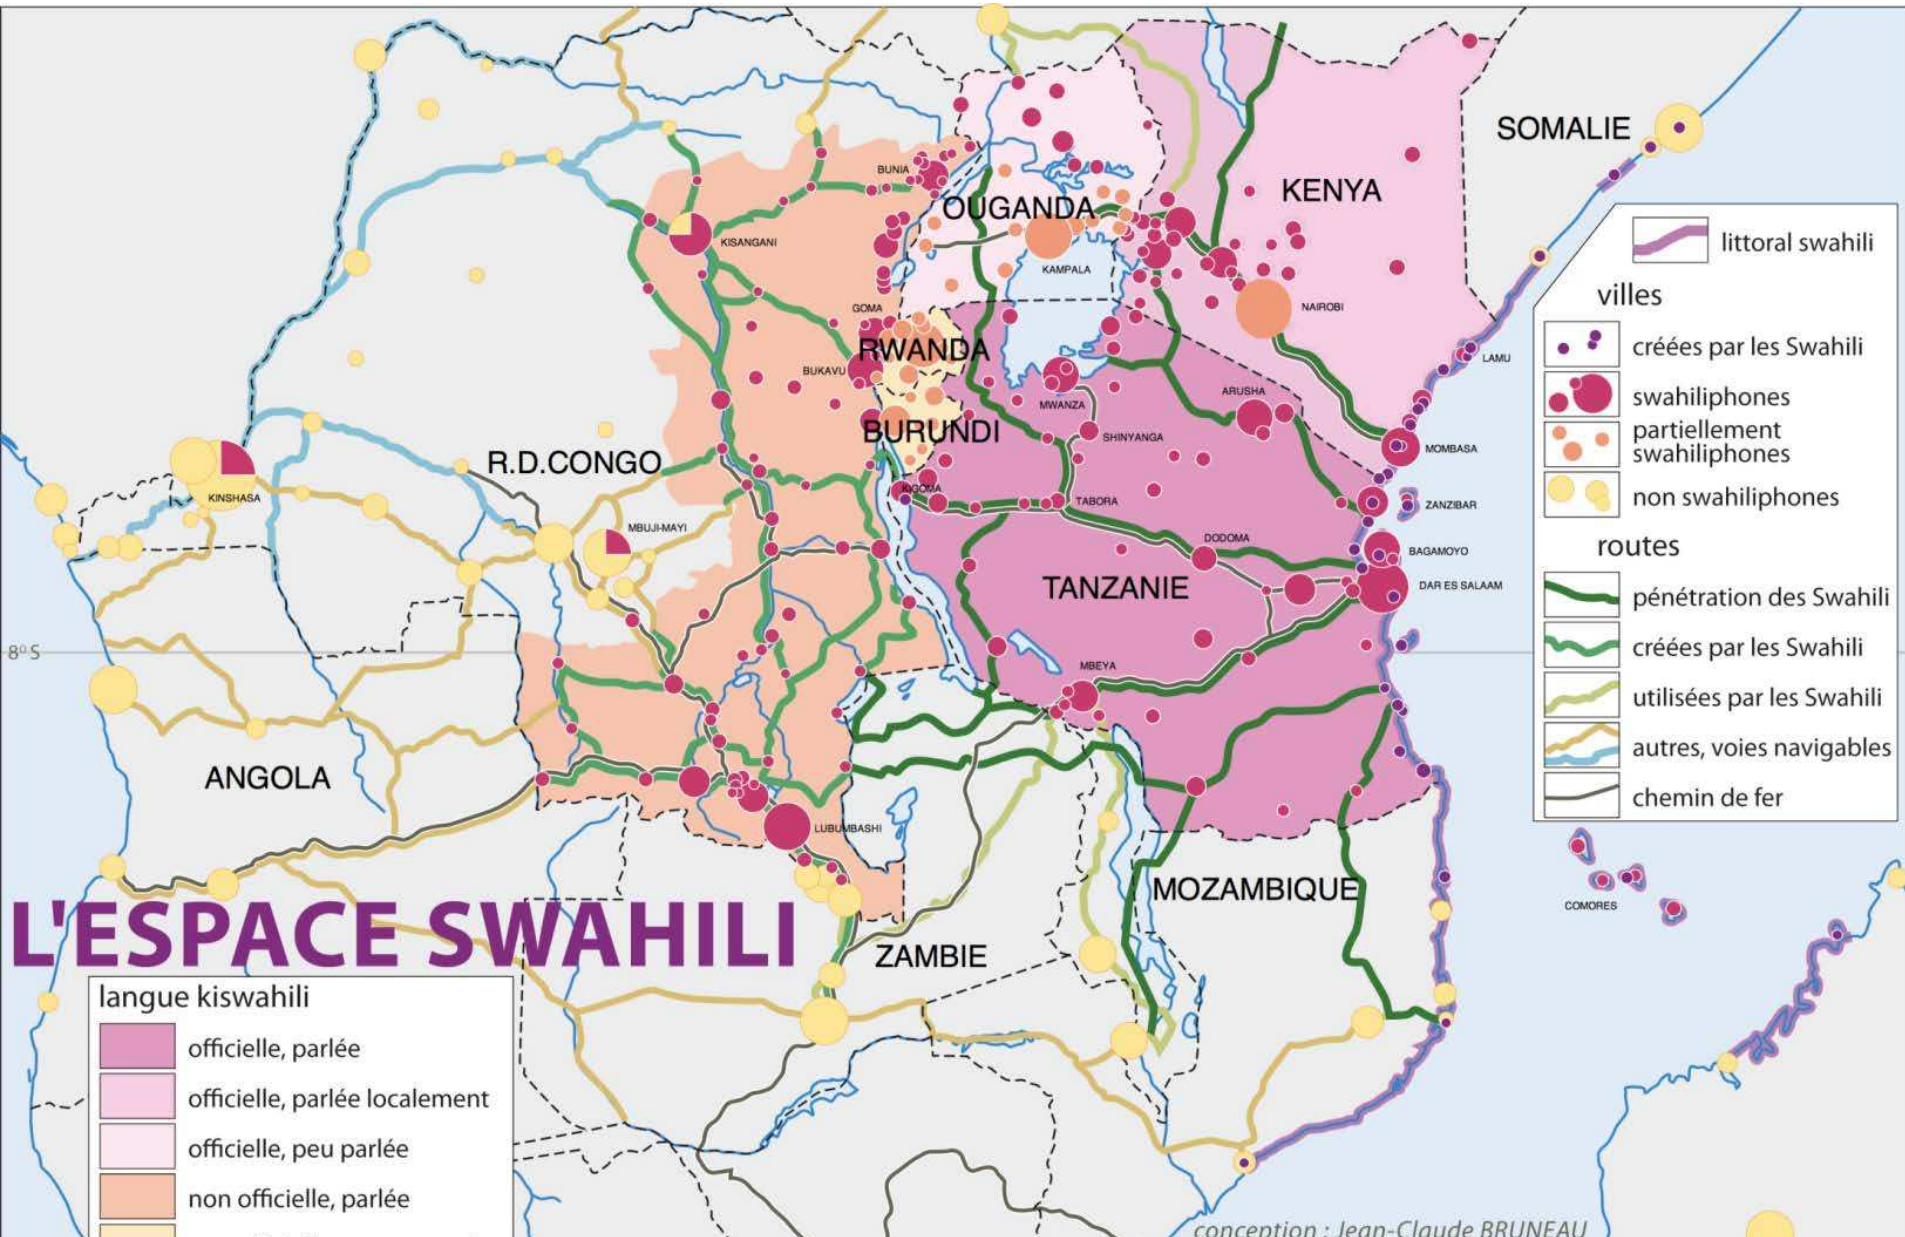 SOMALIE
KENYA
BUNIA
OUGANDA
KISANGANI
KAMPALA
NAIROBI
GOMA
RWANDA
BUKAVU
LAMU
MWANZA
ARUSHA
BURUNDI
SHINYANGA
MOMBASA
R.D.CONGO
KINSHASA
KIGOMA
TABORA
ZANZIBAR
MBUJI-MAYI
DODOMA
BAGAMOYO
TANZANIE
DAR ES SALAAM
8° S
MBEYA
ANGOLA
LUBUMBASHI
MOZAMBIQUE
COMORES
ZAMBIE
littoral swahili
villes
créées par les Swahili
swahiliphones
partiellement
swahiliphones
non swahiliphones
routes
pénétration des Swahili
créées par les Swahili
utilisées par les Swahili
autres, voies navigables
chemin de fer
L'ESPACE SWAHILI
langue kiswahili
officielle, parlée
officielle, parlée localement
officielle, peu parlée
non officielle, parlée
conception : Jean-Claude BRUNEAU